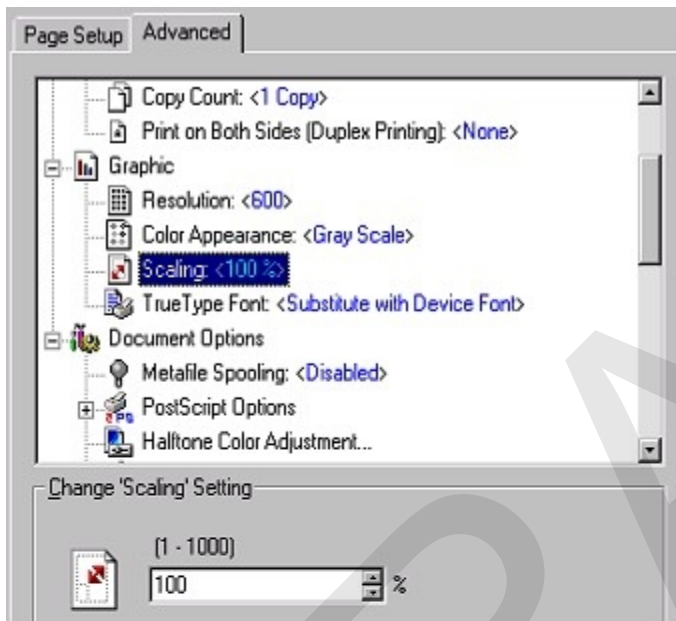 Page Setup Advanced
Copy Count: <1 Copy>
Print on Both Sides (Duplex Printing): <None>
Graphic
Resolution: <600>
Color Appearance: <Gray Scale>
Scaling: <100 %>
TrueType Font: <Substitute with Device Font>
Document Options
Metafile Spooling: <Disabled>
PostScript Options
Halftone Color Adjustment...
Change 'Scaling' Setting
(1 - 1000)
100 %